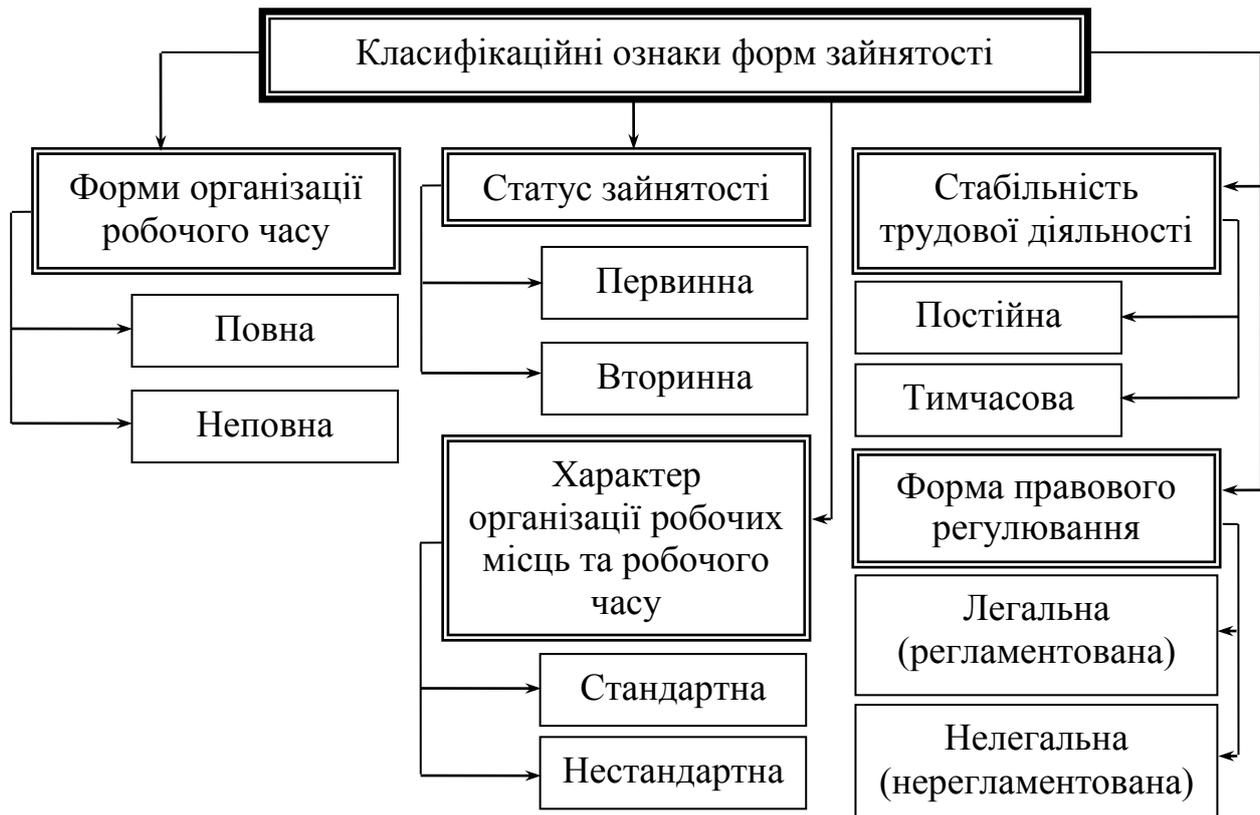 Класифікаційні ознаки форм зайнятості
Форми організації
робочого часу
Повна
Неповна
Статус зайнятості
Первинна
Вторинна
Характер
організації робочих
місць та робочого
часу
Стандартна
Нестандартна
Стабільність
трудової діяльності
Постійна
Тимчасова
Форма правового
регулювання
Легальна
(регламентована)
Нелегальна
(нерегламентована)